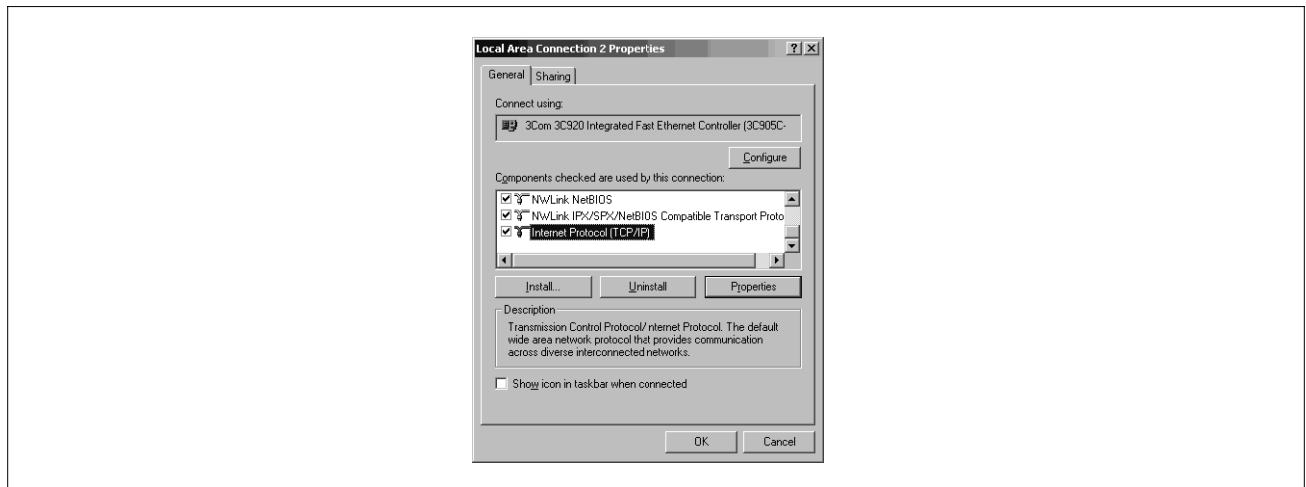 Local Area Connection 2 Properties
General Sharing
Connect using:
3Com 3C920 Integrated Fast Ethernet Controller (3C905C-
Configure
Components checked are used by this connection:
NWLink NetBIOS
NWLink IPX/SPX/NetBIOS Compatible Transport Proto
Internet Protocol (TCP/IP)
Install... Uninstall Properties
Description
Transmission Control Protocol/ nternet Protocol. The default
wide area network protocol that provides communication
across diverse interconnected networks.
Show icon in taskbar when connected
OK Cancel